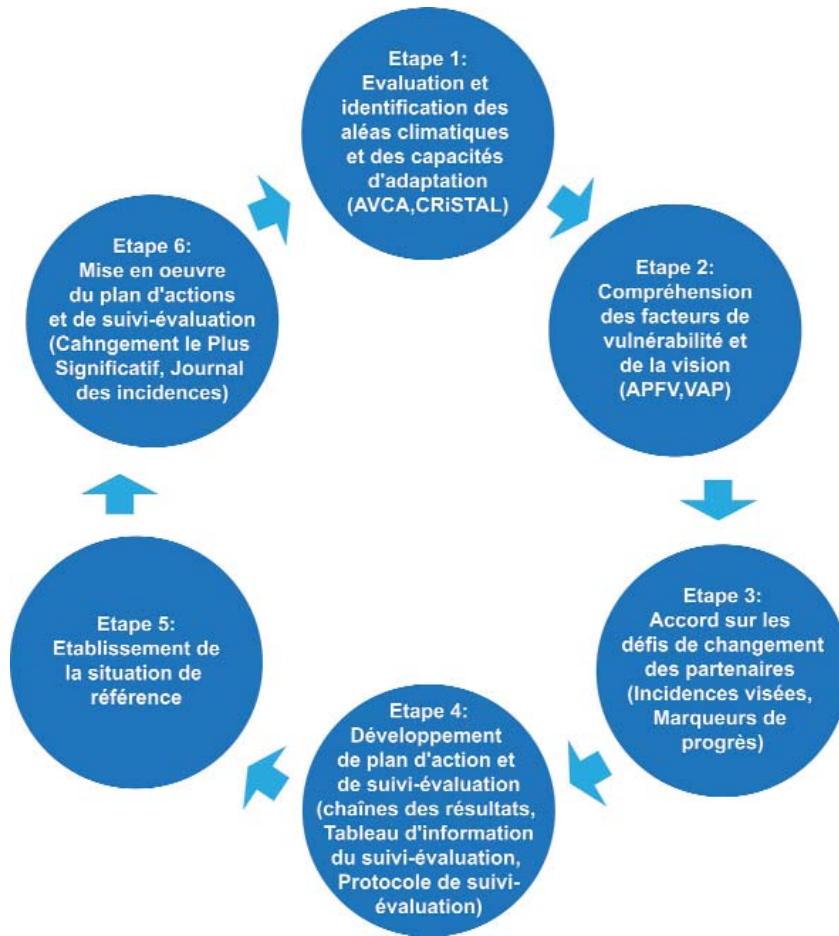 Etape 1:
Evaluation et
identification des
aléas climatiques
et des capacités
d'adaptation
(AVCA,CRiSTAL)
Etape 2:
Compréhension
des facteurs de
vulnérabilité et
de la vision
(APFV,VAP)
Etape 3:
Accord sur les
défis de changement
des partenaires
(Incidences visées,
Marqueurs de
progrès)
Etape 4:
Développement
de plan d'action et
de suivi-évaluation
(chaînes des résultats,
Tableau d'information
du suivi-évaluation,
Protocole de suivi-
évaluation)
Etape 5:
Etablissement de
la situation de
référence
Etape 6:
Mise en oeuvre
du plan d'actions
et de suivi-évaluation
(Cahngement le Plus
Significatif, Journal
des incidences)